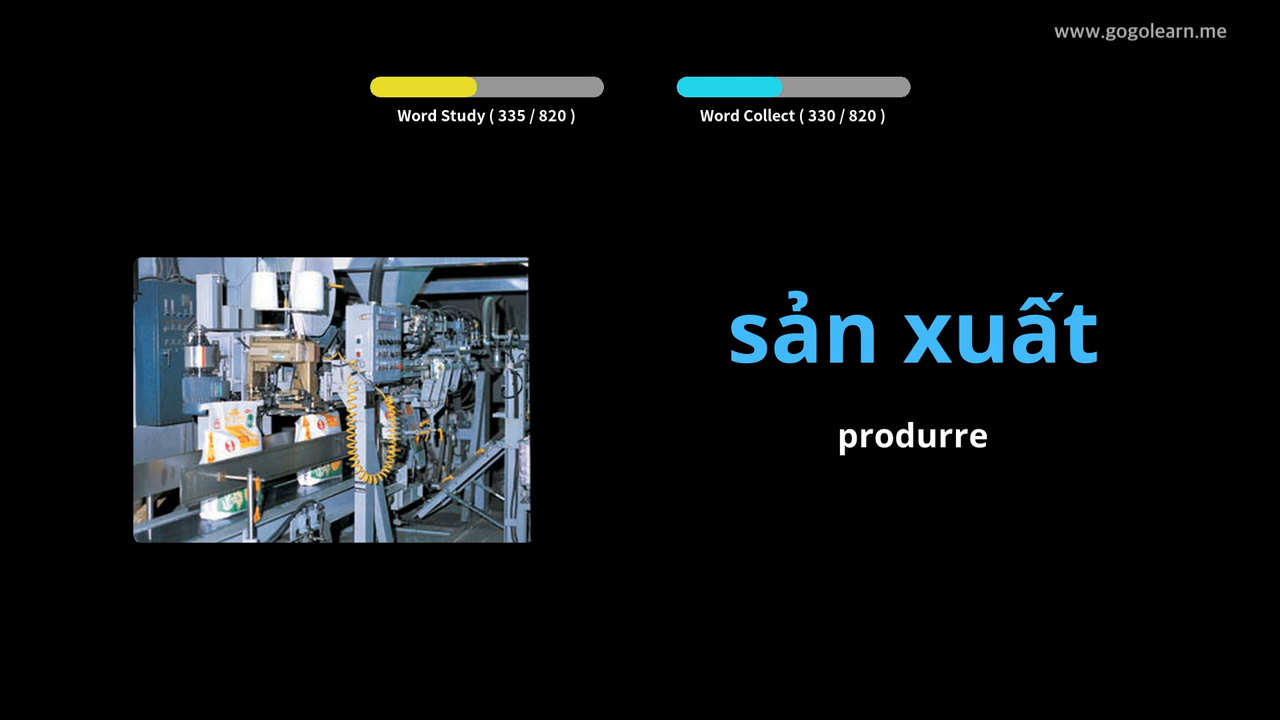 www.gogolearn.me
Word Study ( 335 / 820 )
Word Collect ( 330 / 820 )
sản xuất
produrre